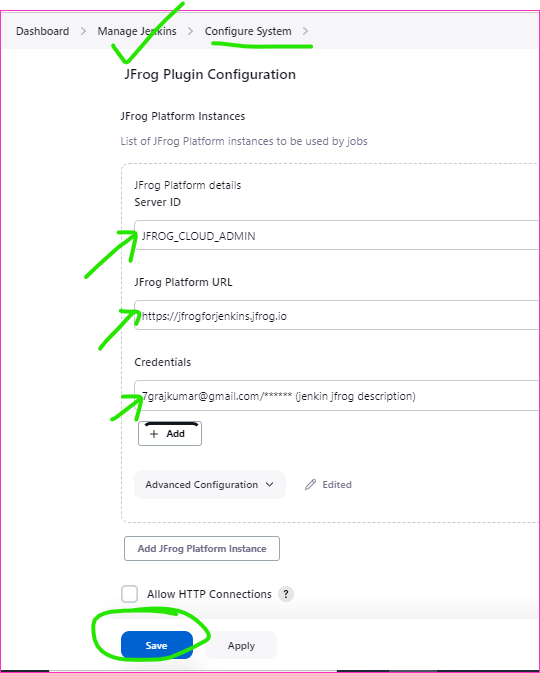 Dashboard > Manage Jenkins > Configure System >
JFrog Plugin Configuration
JFrog Platform Instances
List of JFrog Platform instances to be used by jobs
JFrog Platform details
Server ID
JFROG_CLOUD_ADMIN
JFrog Platform URL
https://jfrogforjenkins.jfrog.io
Credentials
7grajkumar@gmail.com/****** (jenkin jfrog description)
+ Add
Advanced Configuration
Edited
Add JFrog Platform Instance
Allow HTTP Connections ?
Save Apply